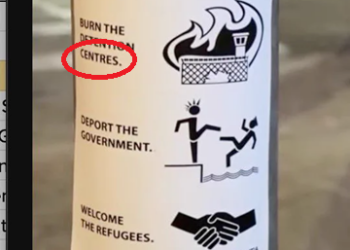 BURN THE
DETENTION
CENTRES.
DEPORT THE
GOVERNMENT.
WELCOME
THE REFUGEES.